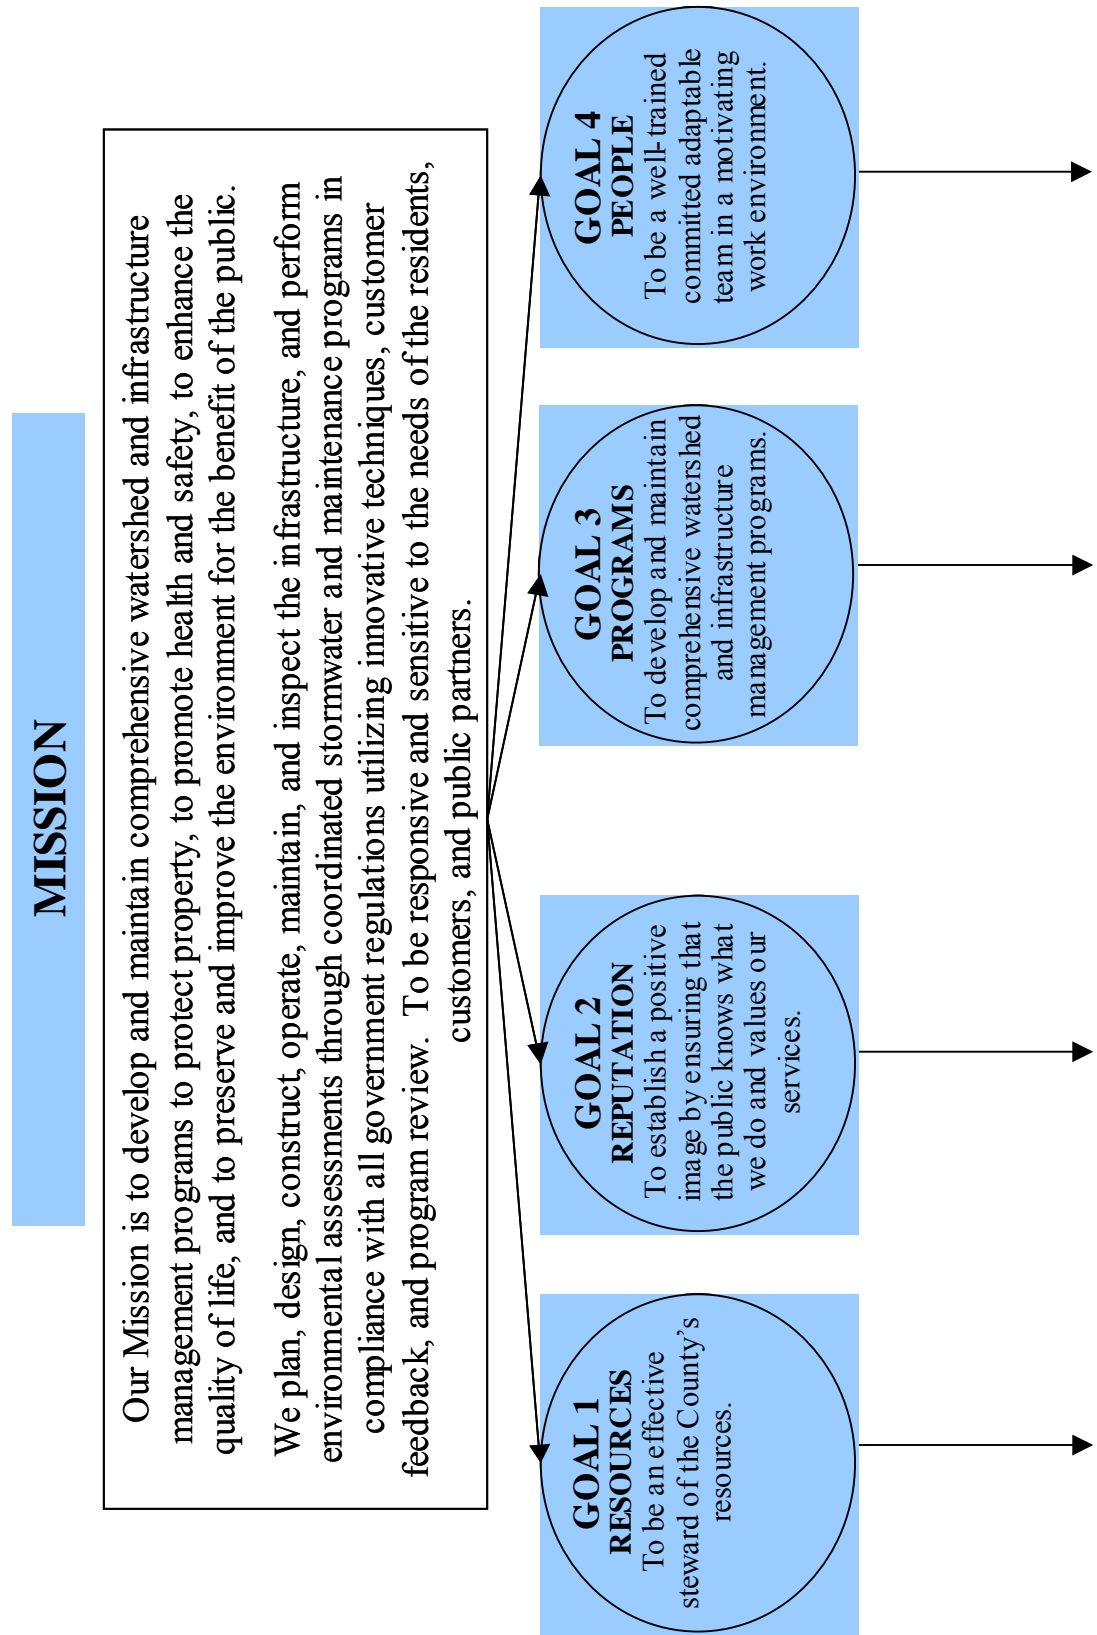 MISSION
Our Mission is to develop and maintain comprehensive watershed and infrastructure
management programs to protect property, to promote health and safety, to enhance the
quality of life, and to preserve and improve the environment for the benefit of the public.
We plan, design, construct, operate, maintain, and inspect the infrastructure, and perform
environmental assessments through coordinated stormwater and maintenance programs in
compliance with all government regulations utilizing innovative techniques, customer
feedback, and program review. To be responsive and sensitive to the needs of the residents,
customers, and public partners.
GOAL 1
RESOURCES
To be an effective
steward of the County’s
resources.
GOAL 2
REPUTATION
To establish a positive
image by ensuring that
the public knows what
we do and values our
services.
GOAL 3
PROGRAMS
To develop and maintain
comprehensive watershed
and infrastructure
management programs.
GOAL 4
PEOPLE
To be a well-trained
committed adaptable
team in a motivating
work environment.